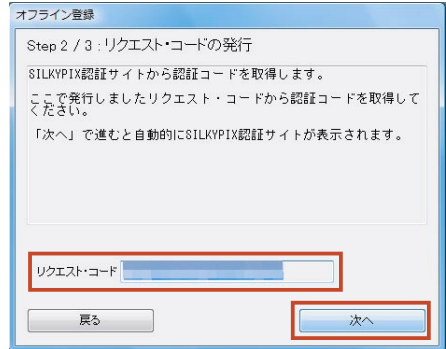 オフライン登録
Step 2 / 3 : リクエスト・コードの発行
SILKYPIX認証サイトから認証コードを取得します。
ここで発行しましたリクエスト・コードから認証コードを取得して
ください。
「次へ」で進むと自動的にSILKYPIX認証サイトが表示されます。
リクエスト・コード
戻る
次へ